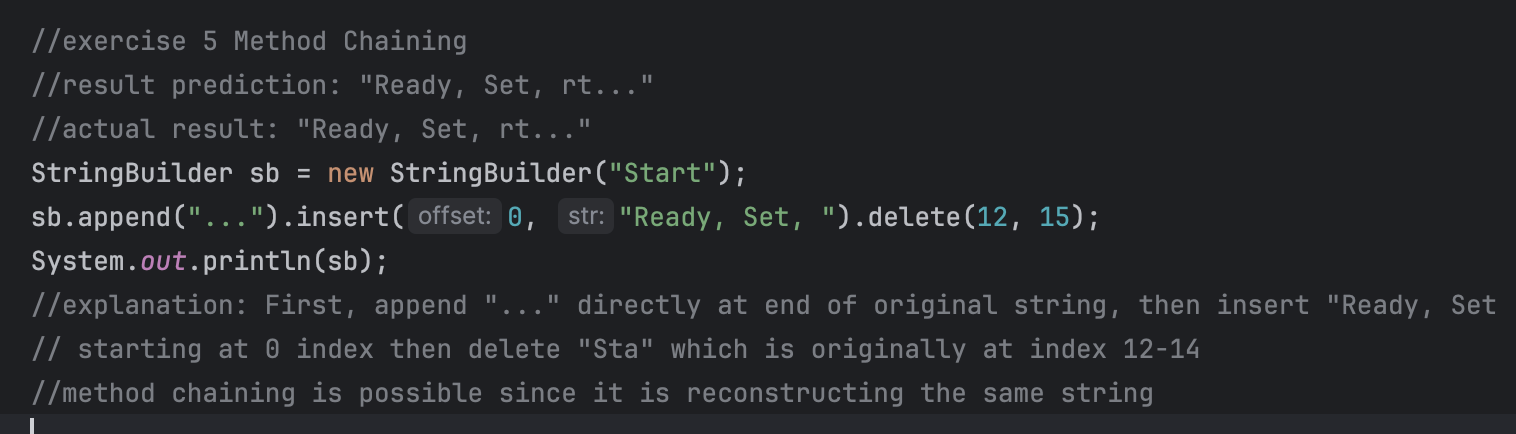 //exercise 5 Method Chaining
//result prediction: "Ready, Set, rt..."
//actual result: "Ready, Set, rt..."
StringBuilder sb = new StringBuilder("Start");
sb.append("...").insert( offset: 0, str: "Ready, Set, ").delete(12, 15);
System.out.println(sb);
//explanation: First, append "..." directly at end of original string, then insert "Ready, Set
// starting at 0 index then delete "Sta" which is originally at index 12-14
//method chaining is possible since it is reconstructing the same string